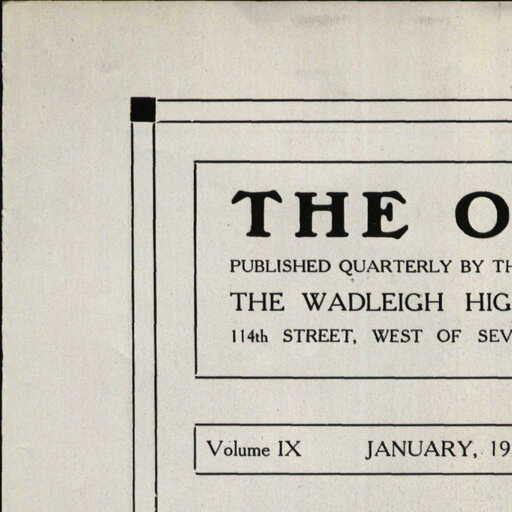 THE O
PUBLISHED QUARTERLY BY TH
THE WADLEIGH HIG
114th STREET, WEST OF SEV
Volume IX JANUARY, 19